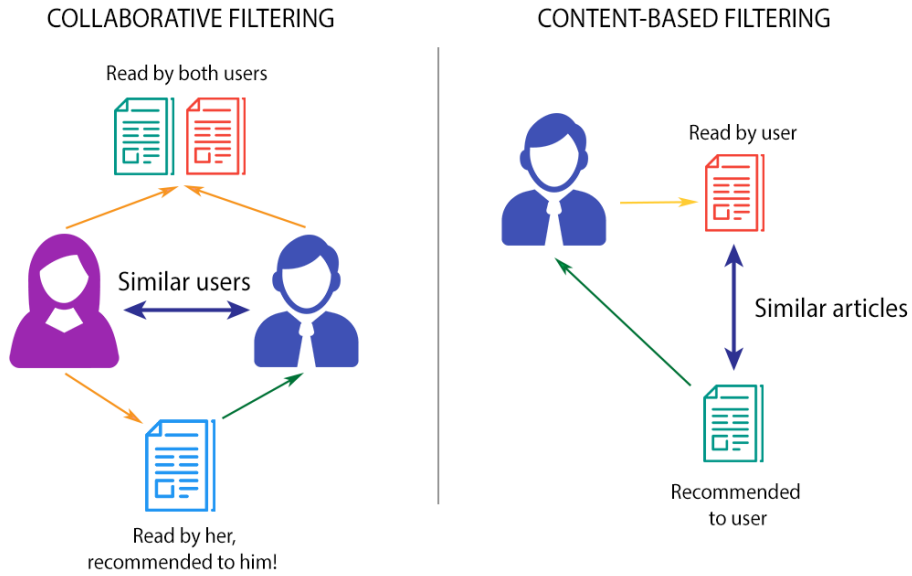 COLLABORATIVE FILTERING
Read by both users
Similar users
Read by her,
recommended to him!
CONTENT-BASED FILTERING
Read by user
Similar articles
Recommended
to user